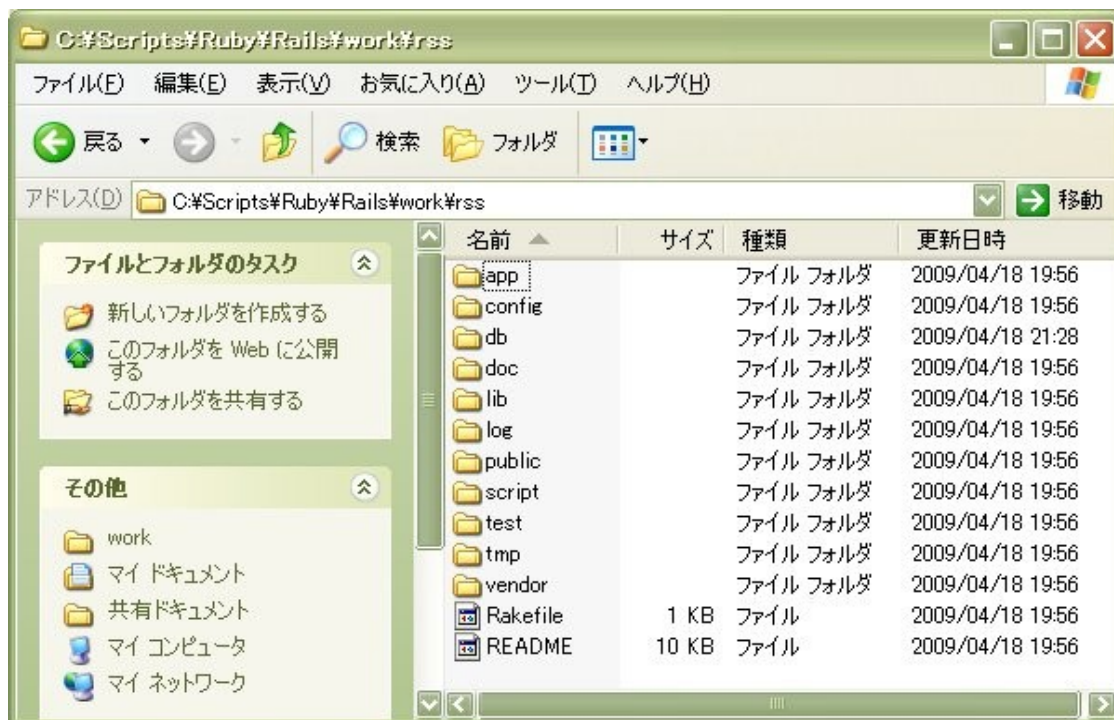 C:¥Scripts¥Ruby¥Rails¥work¥rss
ファイル(F) 編集(E) 表示(V) お気に入り(A) ツール(T) ヘルプ(H)
戻る 検索 フォルダ
アドレス(D) C:¥Scripts¥Ruby¥Rails¥work¥rss 移動
ファイルとフォルダのタスク
新しいフォルダを作成する
このフォルダを Web に公開
する
このフォルダを共有する
その他
work
マイ ドキュメント
共有ドキュメント
マイ コンピュータ
マイ ネットワーク
名前 サイズ 種類 更新日時
app ファイル フォルダ 2009/04/18 19:56
config ファイル フォルダ 2009/04/18 19:56
db ファイル フォルダ 2009/04/18 21:28
doc ファイル フォルダ 2009/04/18 19:56
lib ファイル フォルダ 2009/04/18 19:56
log ファイル フォルダ 2009/04/18 19:56
public ファイル フォルダ 2009/04/18 19:56
script ファイル フォルダ 2009/04/18 19:56
test ファイル フォルダ 2009/04/18 19:56
tmp ファイル フォルダ 2009/04/18 19:56
vendor ファイル フォルダ 2009/04/18 19:56
Rakefile 1 KB ファイル 2009/04/18 19:56
README 10 KB ファイル 2009/04/18 19:56